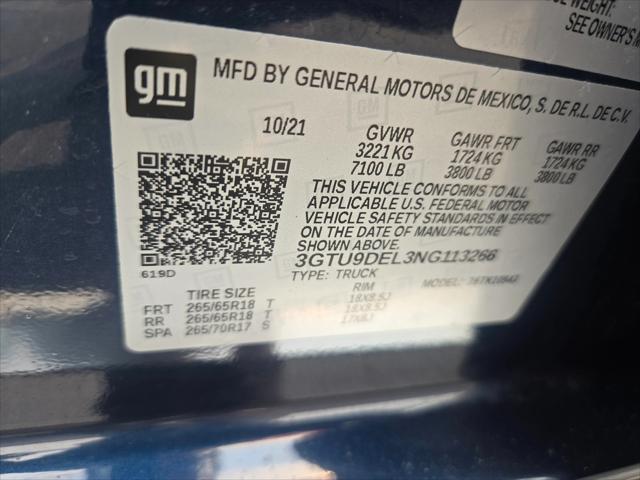 SEE OWNER'S
gm
MFD BY GENERAL MOTORS DE MEXICO, S. DE R.L. DE C.V.
10/21 GVWR GAWR FRT GAWR RR
3221 KG 1724 KG 1724 KG
7100 LB 3800 LB 3800 LB
THIS VEHICLE CONFORMS TO ALL
APPLICABLE U.S. FEDERAL MOTOR
VEHICLE SAFETY STANDARDS IN EFFECT
ON THE DATE OF MANUFACTURE
SHOWN ABOVE.
3GTU9DEL3NG113266
619D
TYPE: TRUCK MODEL:
TIRE SIZE RIM
FRT 265/65R18 T 18X8.5J
RR 265/65R18 T 18X8.5J
SPA 265/70R17 S 17X8J